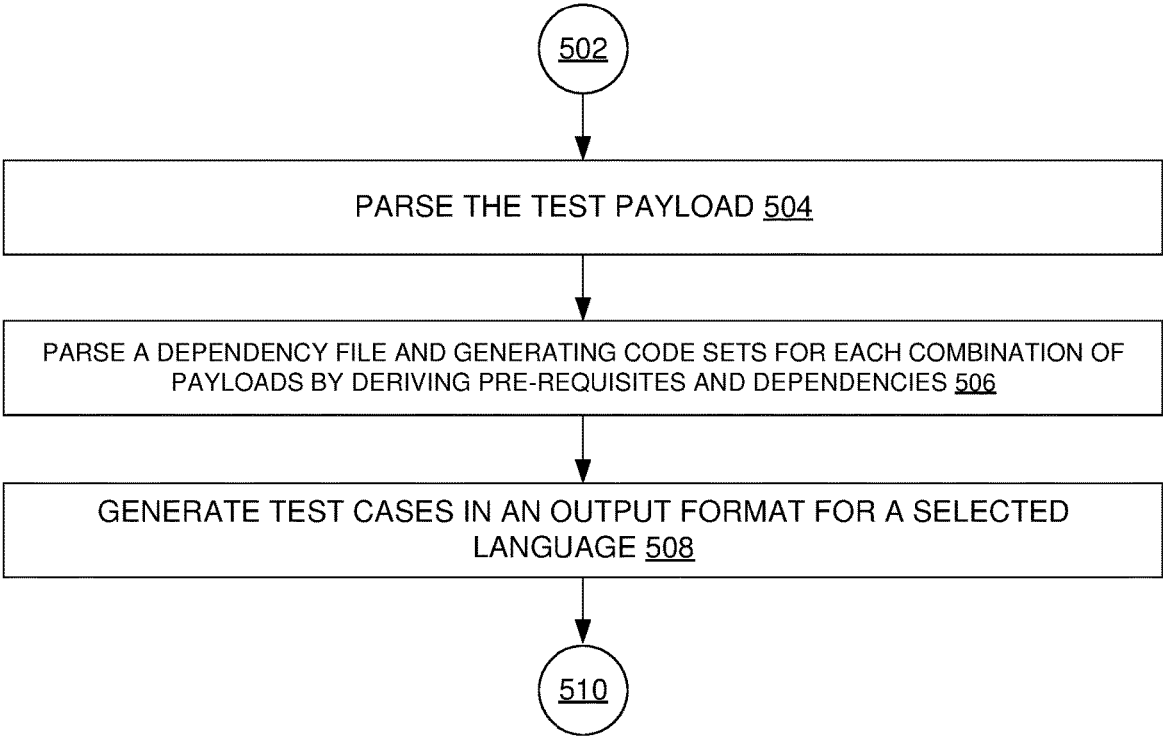 502
PARSE THE TEST PAYLOAD 504
PARSE A DEPENDENCY FILE AND GENERATING CODE SETS FOR EACH COMBINATION OF
PAYLOADS BY DERIVING PRE-REQUISITES AND DEPENDENCIES 506
GENERATE TEST CASES IN AN OUTPUT FORMAT FOR A SELECTED
LANGUAGE 508
510